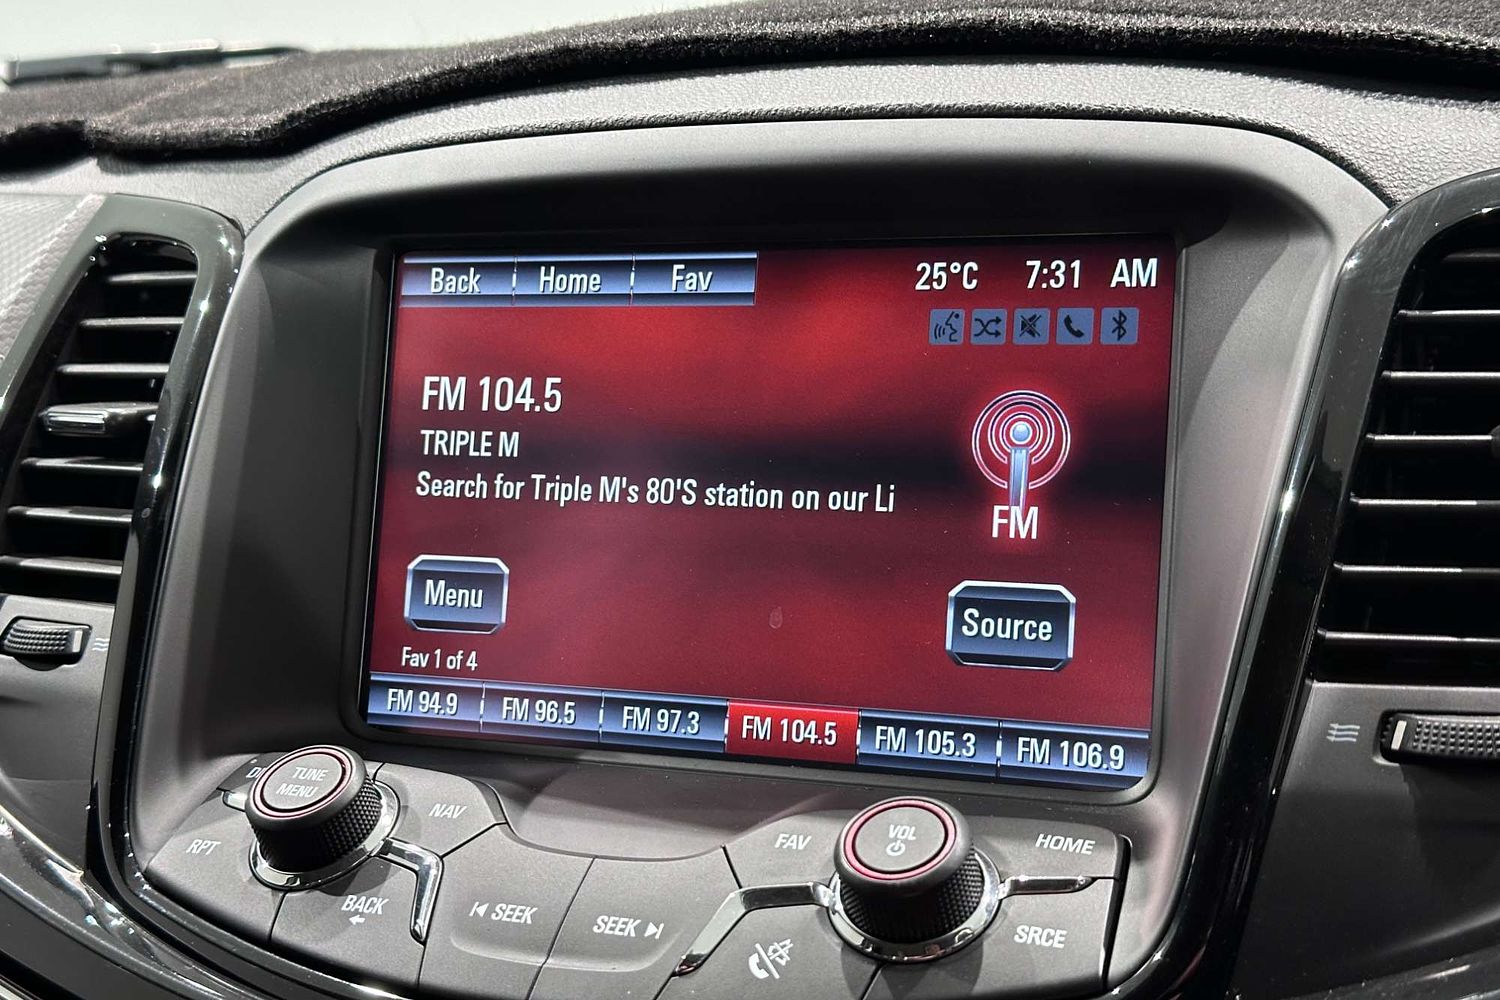 Back Home Fav 25°C 7:31 AM
FM 104.5
TRIPLE M
Search for Triple M's 80'S station on our Li
FM
Menu
Source
Fav 1 of 4
FM 94.9 FM 96.5 FM 97.3 FM 104.5 FM 105.3 FM 106.9
TUNE
MENU
NAV
RPT
BACK
SEEK
SEEK
FAV
VOL
HOME
SRCE